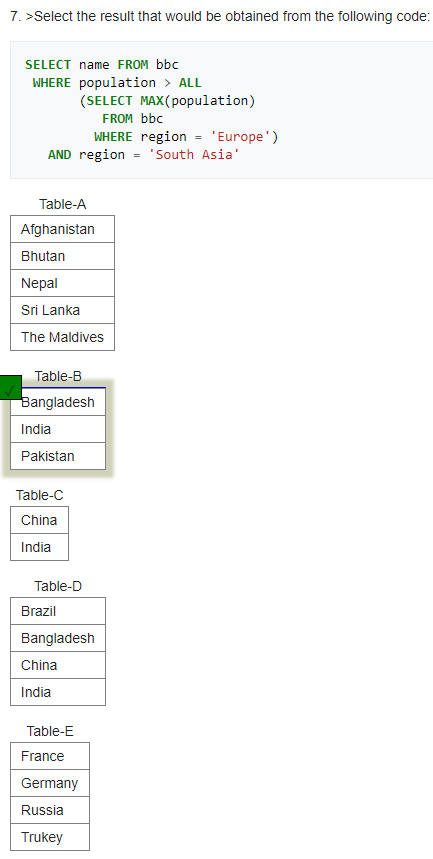 7. >Select the result that would be obtained from the following code:
SELECT name FROM bbc
WHERE population > ALL
(SELECT MAX(population)
FROM bbc
WHERE region = 'Europe')
AND region = 'South Asia'
Table-A
Afghanistan
Bhutan
Nepal
Sri Lanka
The Maldives
Table-B
Bangladesh
India
Pakistan
Table-C
China
India
Table-D
Brazil
Bangladesh
China
India
Table-E
France
Germany
Russia
Trukey